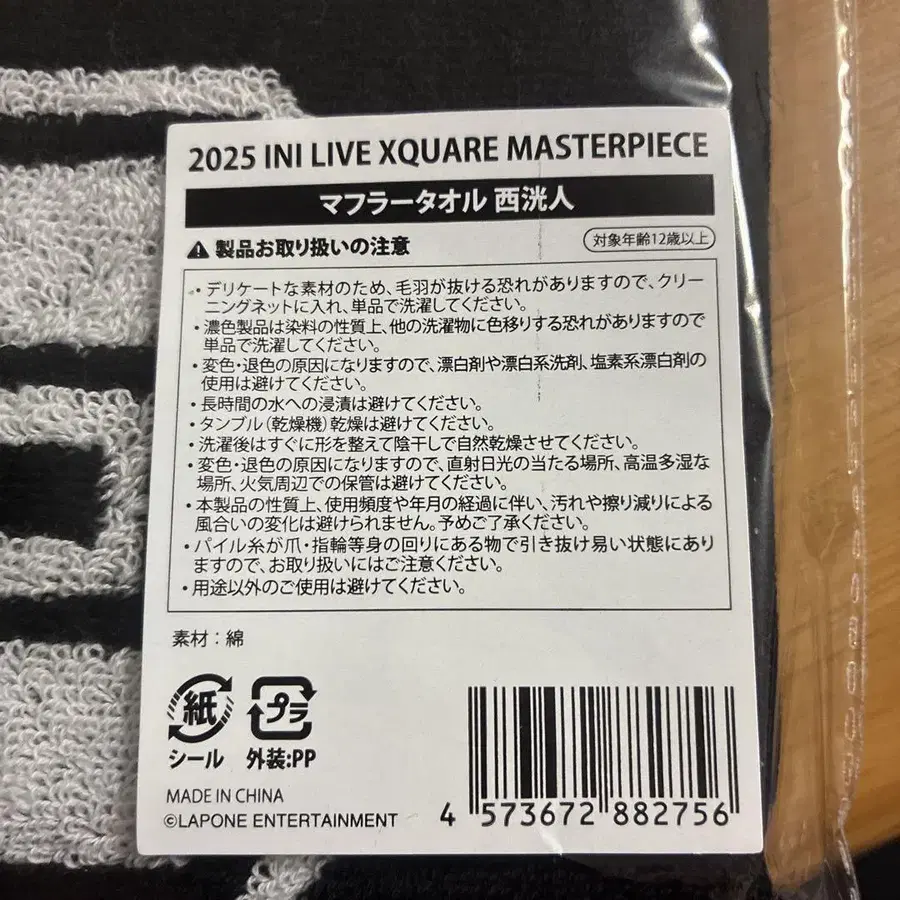 2025 INI LIVE XQUARE MASTERPIECE
マフラータオル 西洸人
製品お取り扱いの注意
対象年齢12歳以上
・デリケートな素材のため、毛羽が抜ける恐れがありますので、クリー
ニングネットに入れ、単品で洗濯してください。
・濃色製品は染料の性質上、他の洗濯物に色移りする恐れがありますので
単品で洗濯してください。
・変色・退色の原因になりますので、漂白剤や漂白系洗剤、塩素系漂白剤の
使用は避けてください。
・長時間の水への浸漬は避けてください。
・タンブル(乾燥機)乾燥は避けてください。
・洗濯後はすぐに形を整えて陰干しで自然乾燥させてください。
・変色・退色の原因になりますので、直射日光の当たる場所、高温多湿な
場所、火気周辺での保管は避けてください。
・本製品の性質上、使用頻度や年月の経過に伴い、汚れや擦り減りによる
風合いの変化は避けられません。予めご了承ください。
・パイル糸が爪・指輪等身の回りにある物で引き抜け易い状態にあり
ますので、お取り扱いにはご注意ください。
・用途以外のご使用は避けてください。
素材：綿
紙 プラ
シール 外装:PP
MADE IN CHINA
©LAPONE ENTERTAINMENT
4 573672 882756